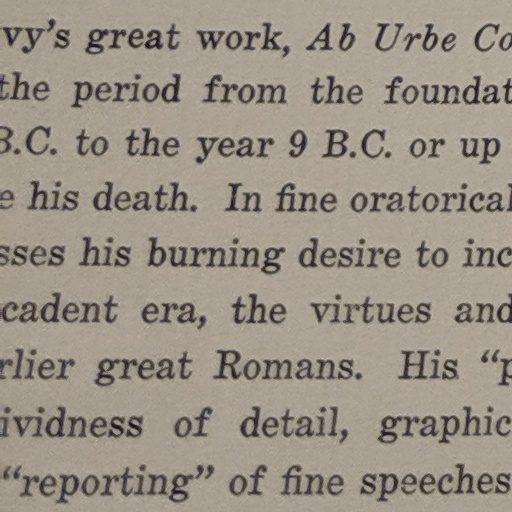 vy's great work, Ab Urbe Co
the period from the foundat
B.C. to the year 9 B.C. or up
e his death. In fine oratorical
sses his burning desire to inc
cadent era, the virtues and
rlier great Romans. His “p
ividness of detail, graphic
“reporting” of fine speeches